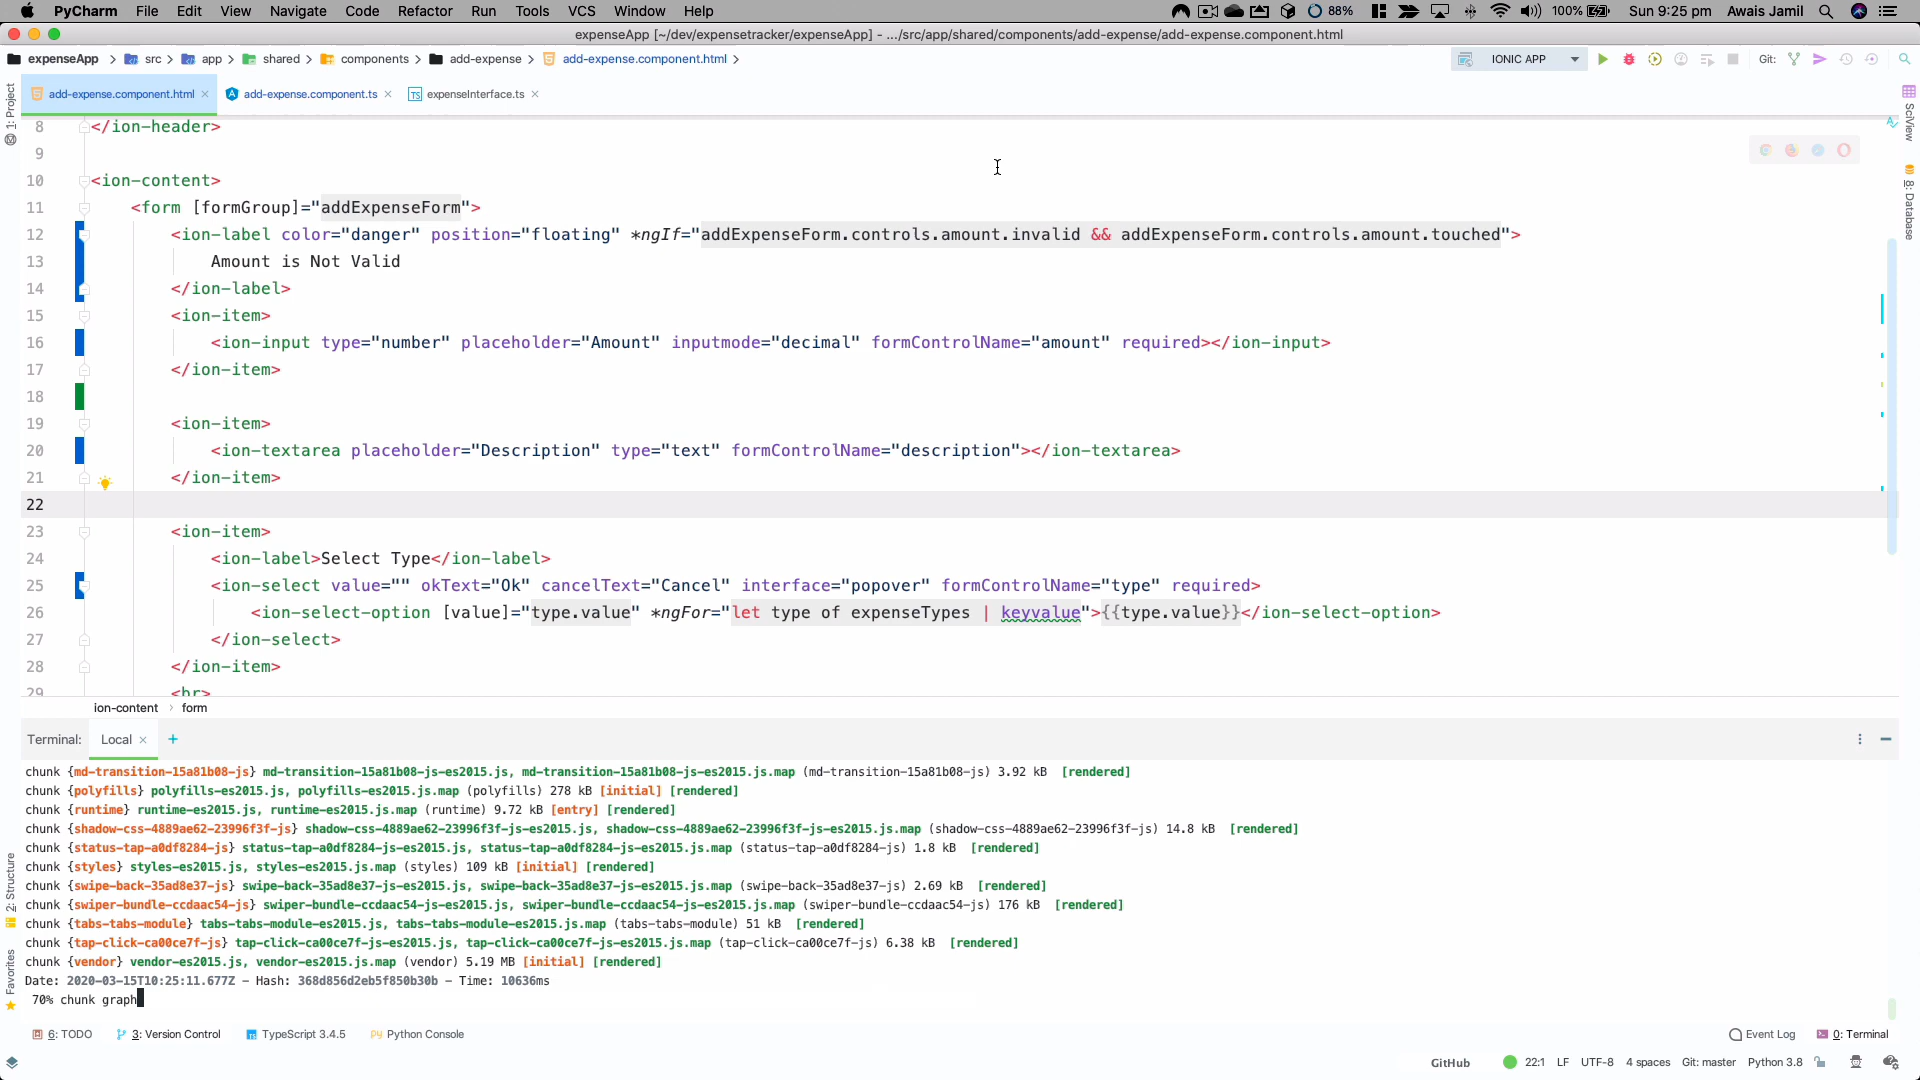 PyCharm File Edit View Navigate Code Refactor Run Tools VCS Window Help 88% 100% Sun 9:25 pm Awais Jamil
expenseApp [~/dev/expensetracker/expenseApp] - .../src/app/shared/components/add-expense/add-expense.component.html
expenseApp src app shared components add-expense add-expense.component.html IONIC APP Git:
add-expense.component.html add-expense.component.ts TS expenseInterface.ts
1: Project
SciView
8: Database
8 </ion-header>
9
10 <ion-content>
11 <form [formGroup]="addExpenseForm">
12 <ion-label color="danger" position="floating" *ngIf="addExpenseForm.controls.amount.invalid && addExpenseForm.controls.amount.touched">
13 Amount is Not Valid
14 </ion-label>
15 <ion-item>
16 <ion-input type="number" placeholder="Amount" inputmode="decimal" formControlName="amount" required></ion-input>
17 </ion-item>
18
19 <ion-item>
20 <ion-textarea placeholder="Description" type="text" formControlName="description"></ion-textarea>
21 </ion-item>
22
23 <ion-item>
24 <ion-label>Select Type</ion-label>
25 <ion-select value="" okText="Ok" cancelText="Cancel" interface="popover" formControlName="type" required>
26 <ion-select-option [value]="type.value" *ngFor="let type of expenseTypes | keyvalue">{{type.value}}</ion-select-option>
27 </ion-select>
28 </ion-item>
29 <br>
ion-content form
Terminal: Local
chunk {md-transition-15a81b08-js} md-transition-15a81b08-js-es2015.js, md-transition-15a81b08-js-es2015.js.map (md-transition-15a81b08-js) 3.92 kB [rendered]
chunk {polyfills} polyfills-es2015.js, polyfills-es2015.js.map (polyfills) 278 kB [initial] [rendered]
chunk {runtime} runtime-es2015.js, runtime-es2015.js.map (runtime) 9.72 kB [entry] [rendered]
chunk {shadow-css-4889ae62-23996f3f-js} shadow-css-4889ae62-23996f3f-js-es2015.js, shadow-css-4889ae62-23996f3f-js-es2015.js.map (shadow-css-4889ae62-23996f3f-js) 14.8 kB [rendered]
chunk {status-tap-a0df8284-js} status-tap-a0df8284-js-es2015.js, status-tap-a0df8284-js-es2015.js.map (status-tap-a0df8284-js) 1.8 kB [rendered]
chunk {styles} styles-es2015.js, styles-es2015.js.map (styles) 109 kB [initial] [rendered]
chunk {swipe-back-35ad8e37-js} swipe-back-35ad8e37-js-es2015.js, swipe-back-35ad8e37-js-es2015.js.map (swipe-back-35ad8e37-js) 2.69 kB [rendered]
chunk {swiper-bundle-ccdaac54-js} swiper-bundle-ccdaac54-js-es2015.js, swiper-bundle-ccdaac54-js-es2015.js.map (swiper-bundle-ccdaac54-js) 176 kB [rendered]
chunk {tabs-tabs-module} tabs-tabs-module-es2015.js, tabs-tabs-module-es2015.js.map (tabs-tabs-module) 51 kB [rendered]
chunk {tap-click-ca00ce7f-js} tap-click-ca00ce7f-js-es2015.js, tap-click-ca00ce7f-js-es2015.js.map (tap-click-ca00ce7f-js) 6.38 kB [rendered]
chunk {vendor} vendor-es2015.js, vendor-es2015.js.map (vendor) 5.19 MB [initial] [rendered]
Date: 2020-03-15T10:25:11.677Z - Hash: 368d856d2eb5f850b30b - Time: 10636ms
70% chunk graph
2: Structure
Favorites
6: TODO 3: Version Control TypeScript 3.4.5 Python Console Event Log 0: Terminal
GitHub 22:1 LF UTF-8 4 spaces Git: master Python 3.8